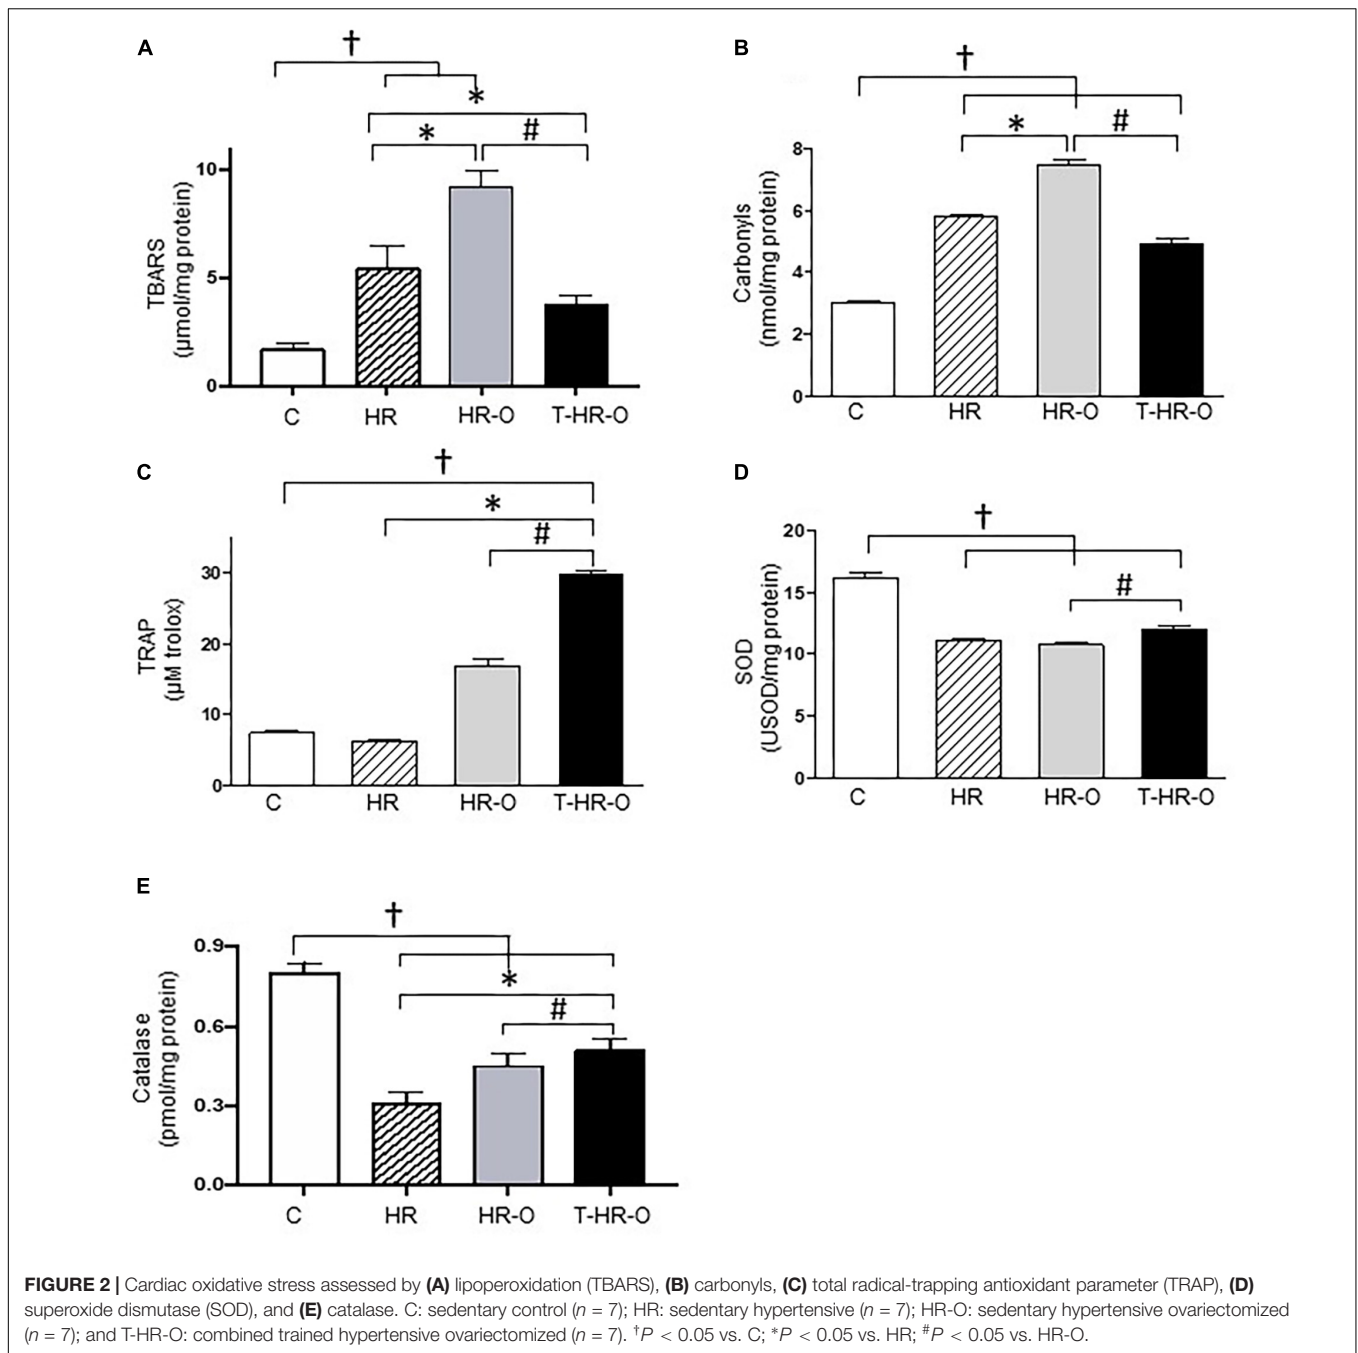 A
†
*
*
#
TBARS
(µmol/mg protein)
10
5
0
C
HR
HR-O
T-HR-O
B
†
*
#
Carbonyls
(nmol/mg protein)
8
6
4
2
0
C
HR
HR-O
T-HR-O
C
†
*
#
TRAP
(µM trolox)
30
20
10
0
C
HR
HR-O
T-HR-O
D
†
#
SOD
(USOD/mg protein)
20
15
10
5
0
C
HR
HR-O
T-HR-O
E
†
*
#
Catalase
(pmol/mg protein)
0.9
0.6
0.3
0.0
C
HR
HR-O
T-HR-O
FIGURE 2 | Cardiac oxidative stress assessed by (A) lipoperoxidation (TBARS), (B) carbonyls, (C) total radical-trapping antioxidant parameter (TRAP), (D)
superoxide dismutase (SOD), and (E) catalase. C: sedentary control (n = 7); HR: sedentary hypertensive (n = 7); HR-O: sedentary hypertensive ovariectomized
(n = 7); and T-HR-O: combined trained hypertensive ovariectomized (n = 7). †P < 0.05 vs. C; *P < 0.05 vs. HR; #P < 0.05 vs. HR-O.